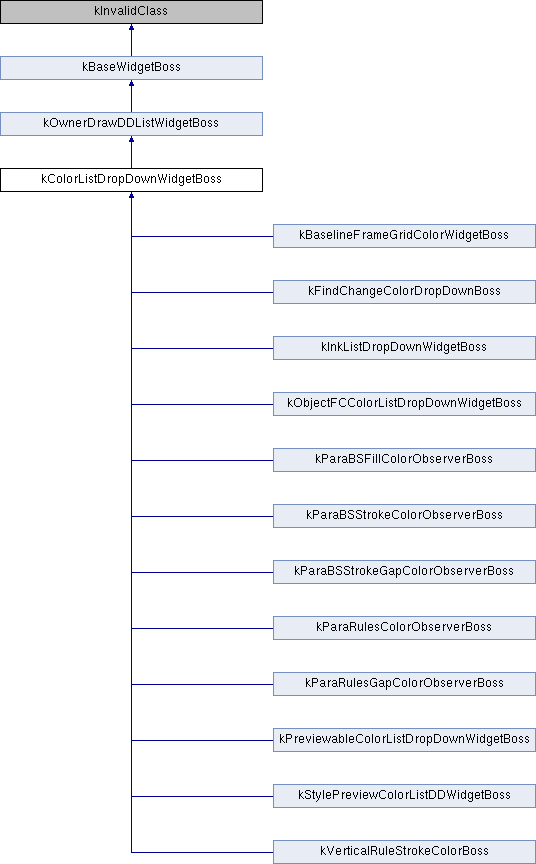 kInvalidClass
kBaseWidgetBoss
kOwnerDrawDDListWidgetBoss
kColorListDropDownWidgetBoss
kBaselineFrameGridColorWidgetBoss
kFindChangeColorDropDownBoss
kInkListDropDownWidgetBoss
kObjectFCColorListDropDownWidgetBoss
kParaBSFillColorObserverBoss
kParaBSStrokeColorObserverBoss
kParaBSStrokeGapColorObserverBoss
kParaRulesColorObserverBoss
kParaRulesGapColorObserverBoss
kPreviewableColorListDropDownWidgetBoss
kStylePreviewColorListDDWidgetBoss
kVerticalRuleStrokeColorBoss